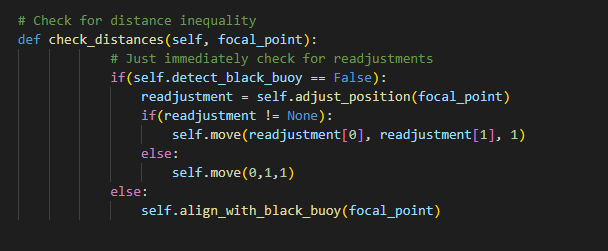 # Check for distance inequality
def check_distances(self, focal_point):
# Just immediately check for readjustments
if(self.detect_black_buoy == False):
readjustment = self.adjust_position(focal_point)
if(readjustment != None):
self.move(readjustment[0], readjustment[1], 1)
else:
self.move(0,1,1)
else:
self.align_with_black_buoy(focal_point)